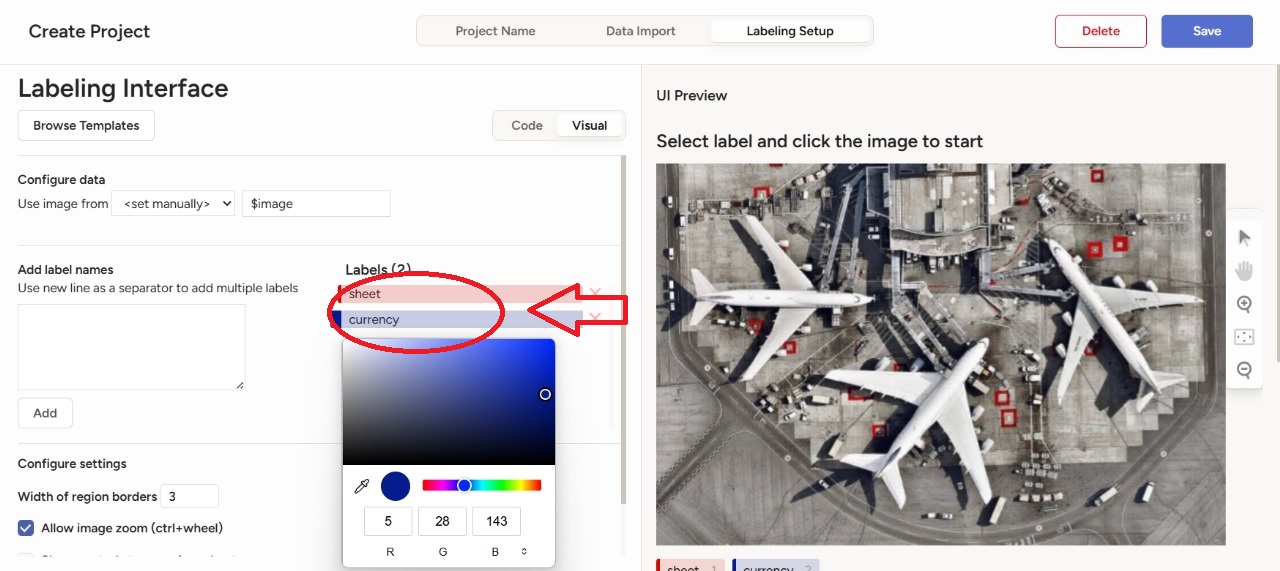 Create Project
Project Name
Data Import
Labeling Setup
Delete
Save
Labeling Interface
Browse Templates
Code
Visual
Configure data
Use image from
<set manually>
$image
Add label names
Use new line as a separator to add multiple labels
Add
Labels (2)
sheet
currency
5
28
143
R
G
B
Configure settings
Width of region borders
3
Allow image zoom (ctrl+wheel)
UI Preview
Select label and click the image to start
sheet 1
currency 2